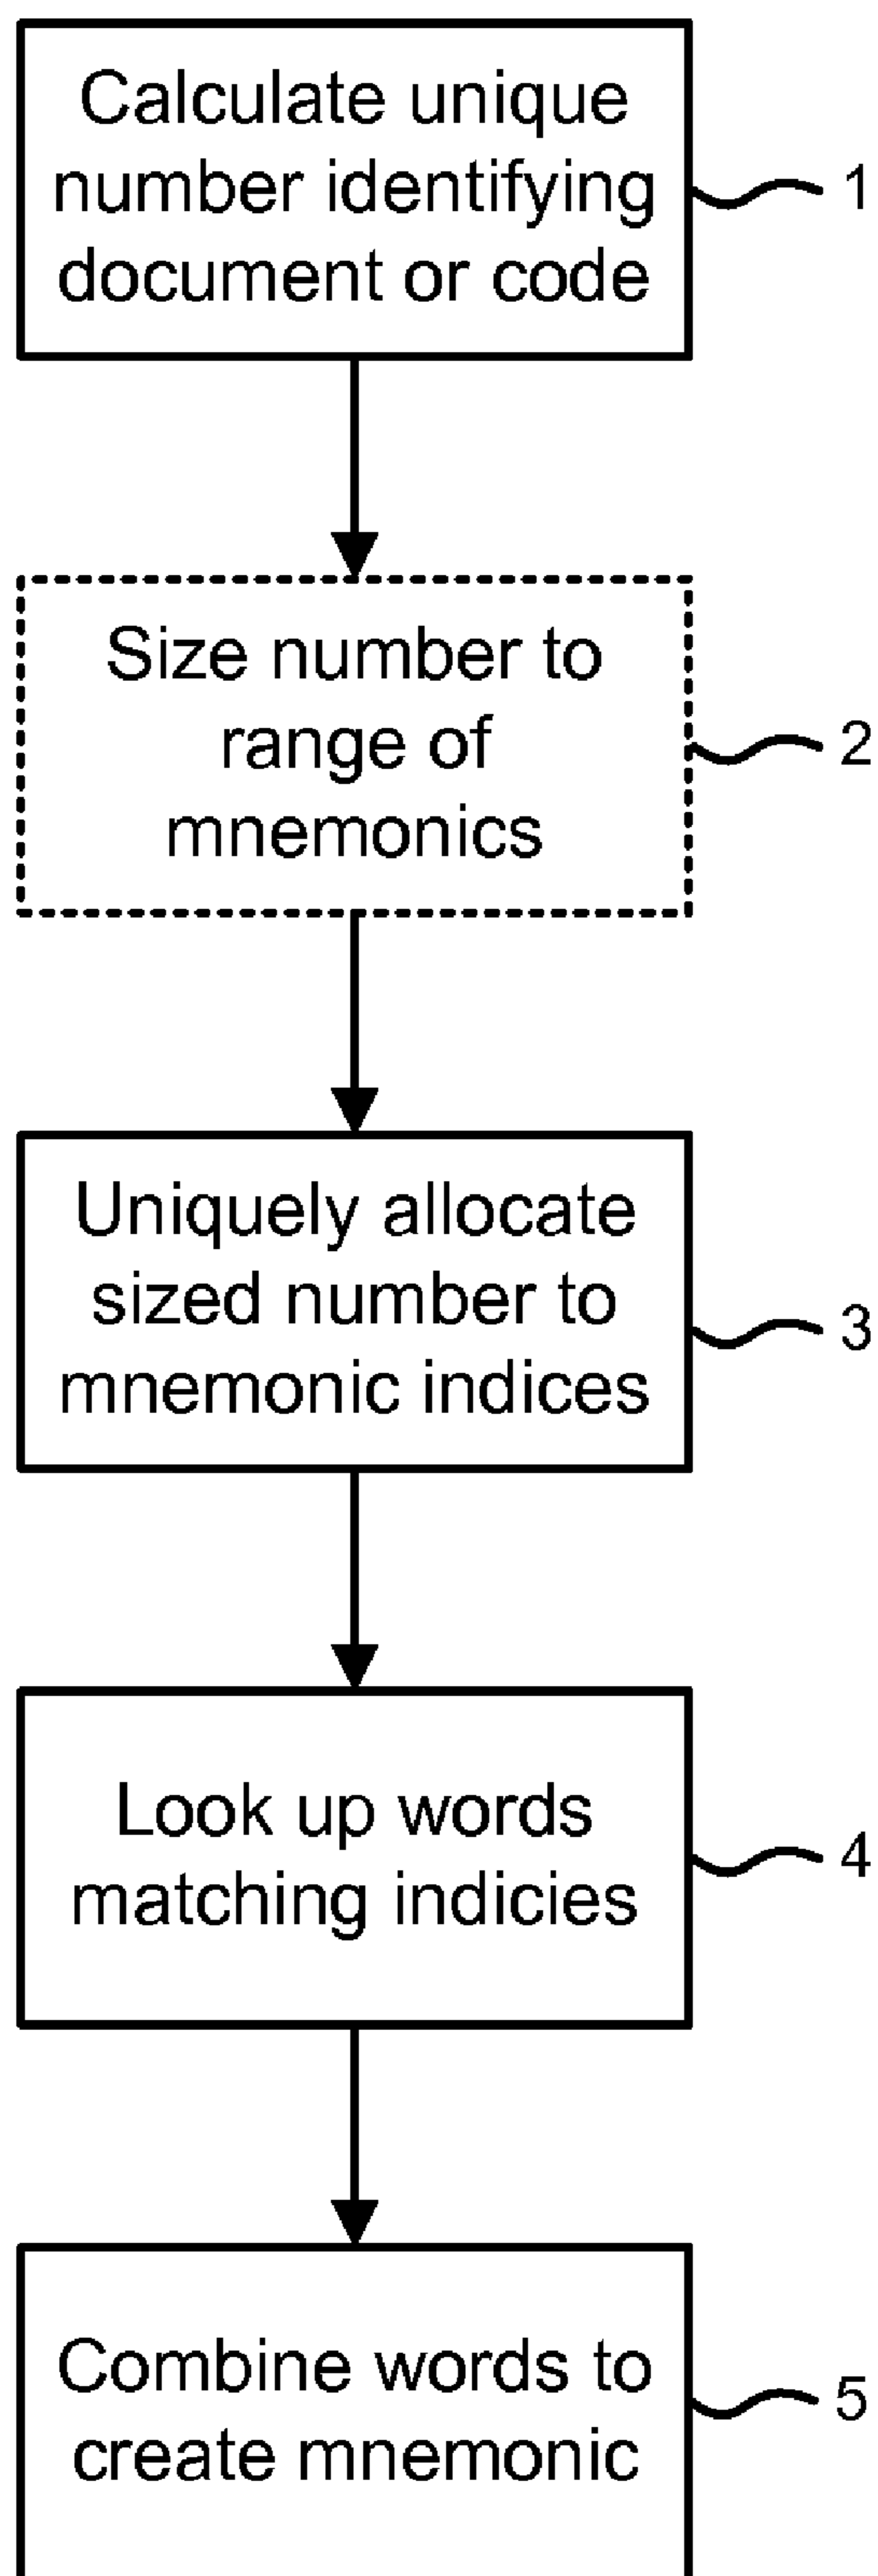 Calculate unique
number identifying
document or code
1
Size number to
range of
mnemonics
2
Uniquely allocate
sized number to
mnemonic indices
3
Look up words
matching indicies
4
Combine words to
create mnemonic
5